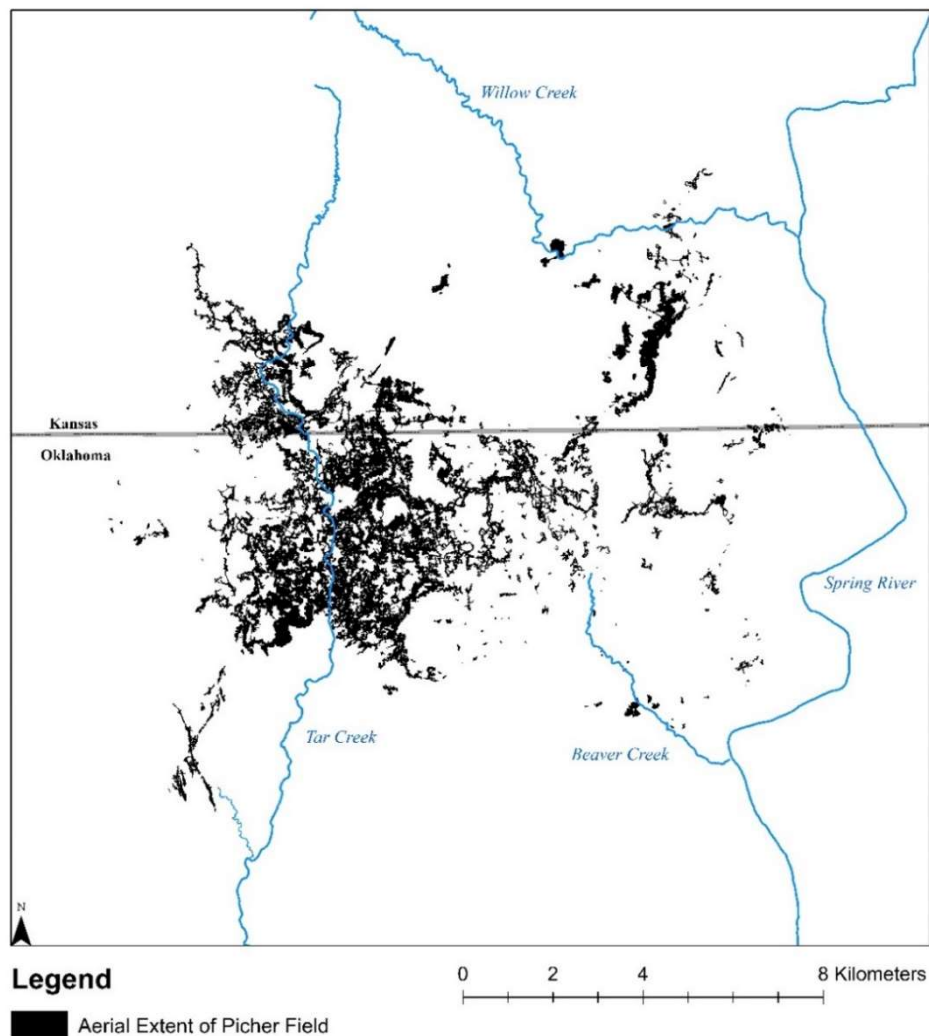 Willow Creek
Kansas
Oklahoma
Spring River
Tar Creek
Beaver Creek
N
Legend
0 2 4 8 Kilometers
Aerial Extent of Picher Field